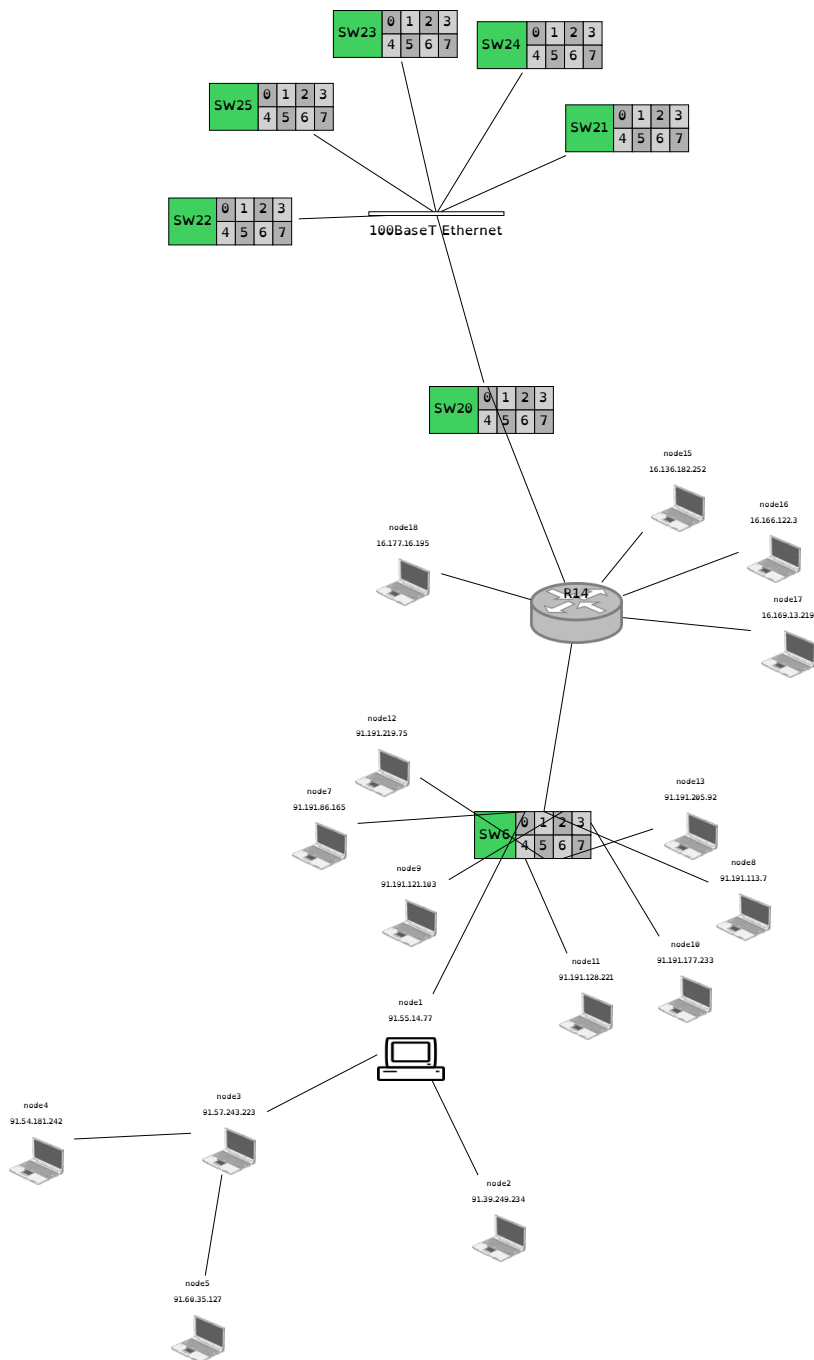 SW23 0 1 2 3
4 5 6 7
SW24 0 1 2 3
4 5 6 7
SW25 0 1 2 3
4 5 6 7
SW21 0 1 2 3
4 5 6 7
SW22 0 1 2 3
4 5 6 7
100BaseT Ethernet
SW20 0 1 2 3
4 5 6 7
node15
16.136.182.252
node16
16.166.122.3
node18
16.177.16.195
R14
node17
16.169.13.219
node12
91.191.219.75
node7
91.191.86.165
node13
91.191.205.92
SW6 0 1 2 3
4 5 6 7
node9
91.191.121.103
node8
91.191.113.7
node10
91.191.177.233
node11
91.191.128.221
node1
91.55.14.77
node3
91.57.243.223
node4
91.54.181.242
node2
91.39.249.234
node5
91.60.35.127